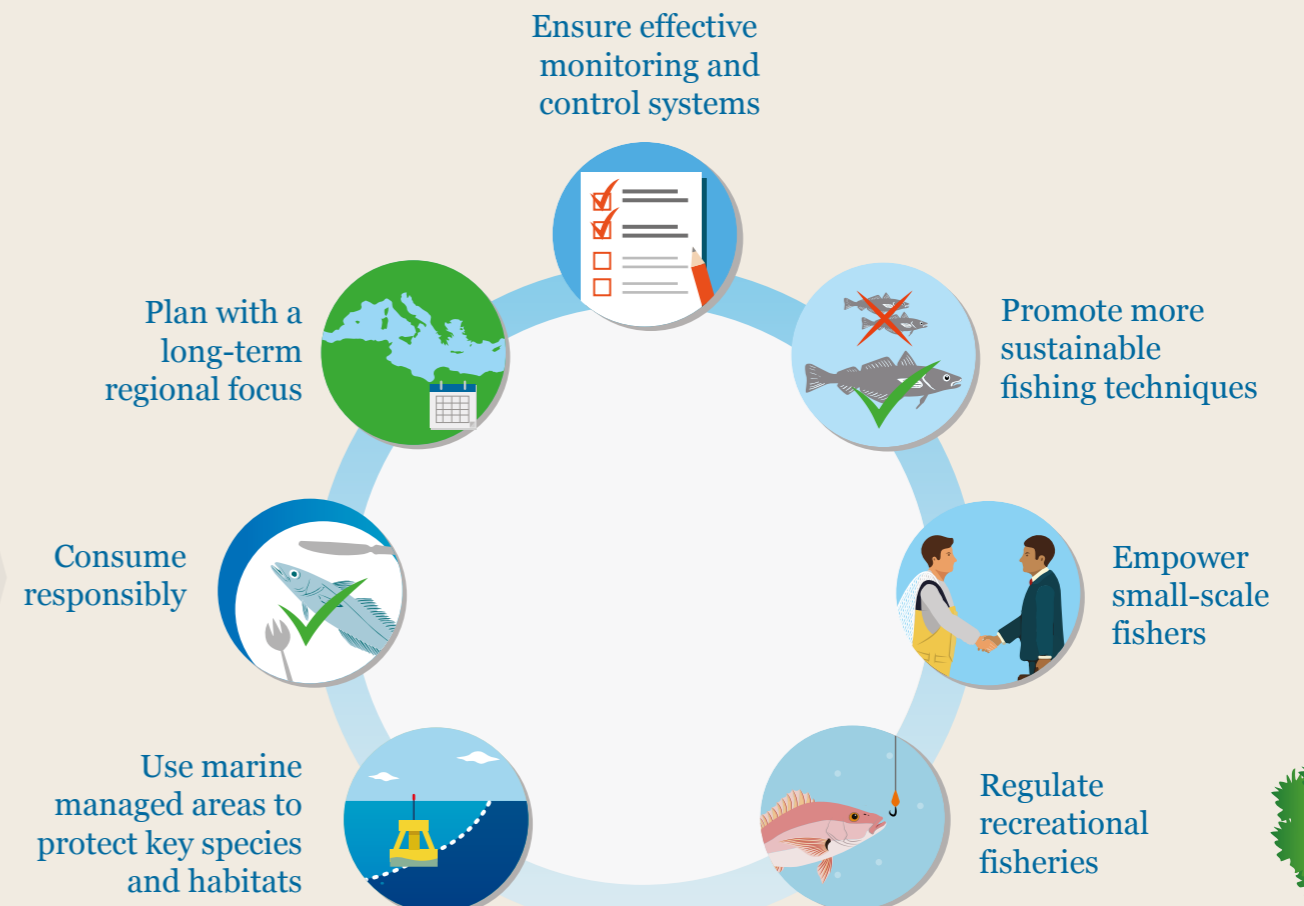 Ensure effective
monitoring and
control systems
Plan with a
long-term
regional focus
Promote more
sustainable
fishing techniques
Consume
responsibly
Empower
small-scale
fishers
Use marine
managed areas to
protect key species
and habitats
Regulate
recreational
fisheries